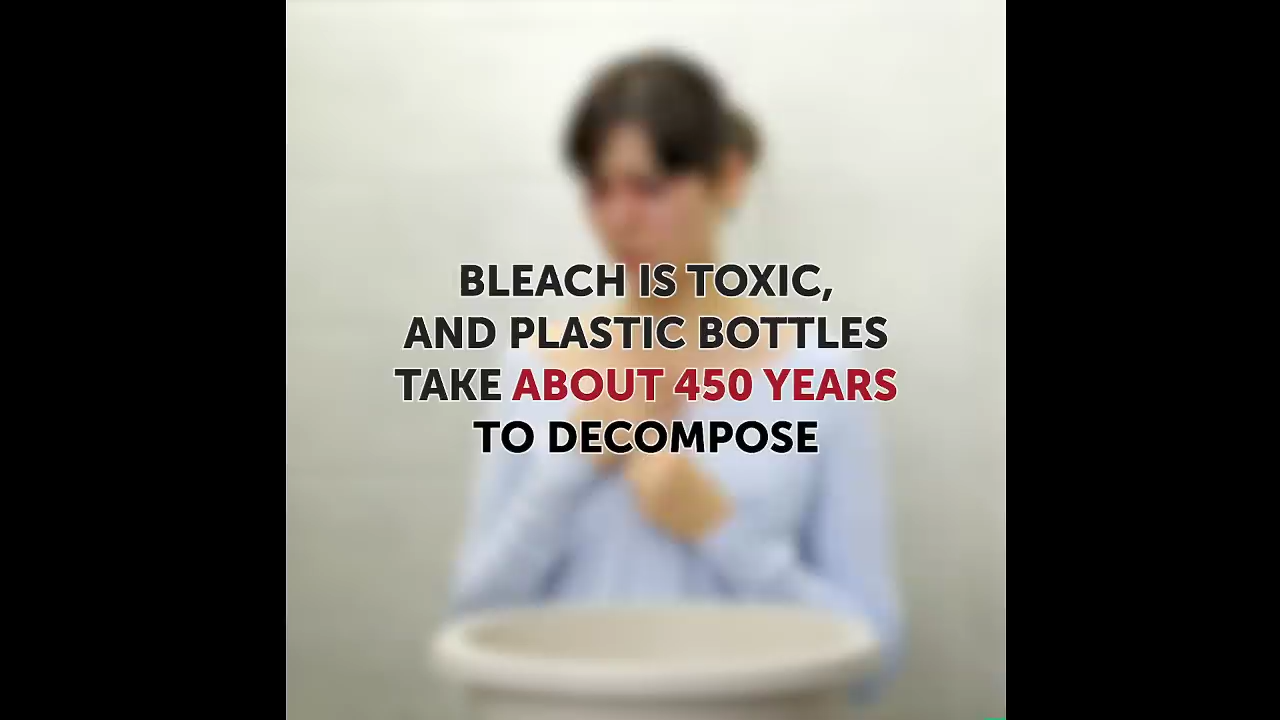 BLEACH IS TOXIC,
AND PLASTIC BOTTLES
TAKE ABOUT 450 YEARS
TO DECOMPOSE